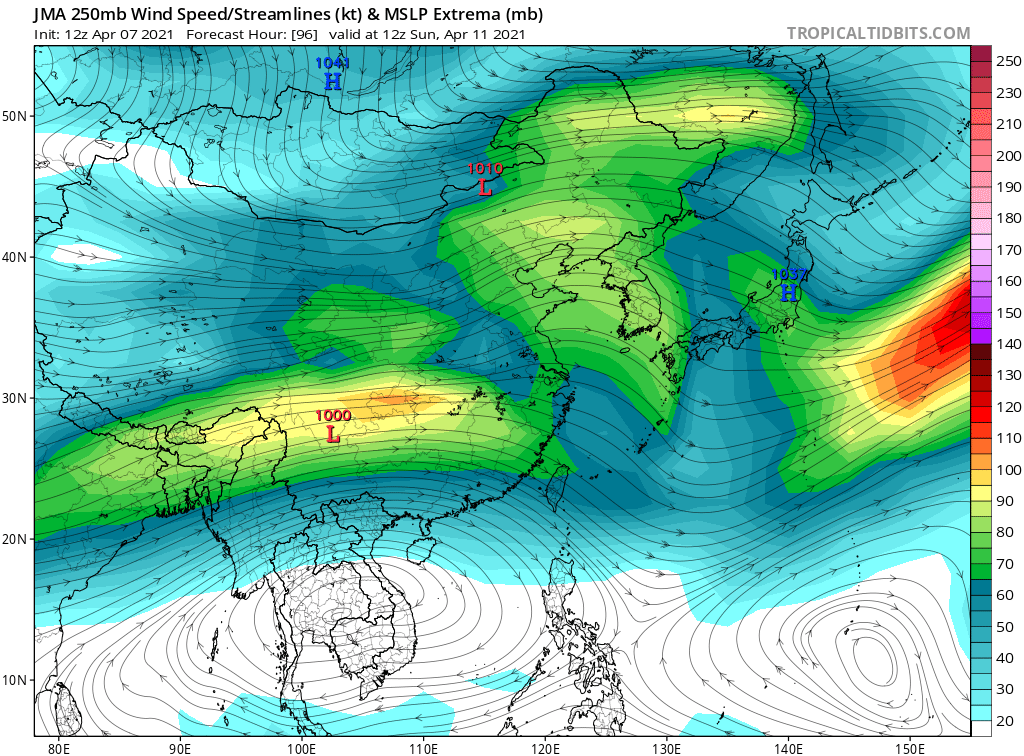 JMA 250mb Wind Speed/Streamlines (kt) & MSLP Extrema (mb)
Init: 12z Apr 07 2021 Forecast Hour: [96] valid at 12z Sun, Apr 11 2021
TROPICALTIDBITS.COM
1041
H
1010
L
1037
H
1000
L
50N
40N
30N
20N
10N
80E 90E 100E 110E 120E 130E 140E 150E
250
230
210
200
190
180
170
160
150
140
130
120
110
100
90
80
70
60
50
40
30
20